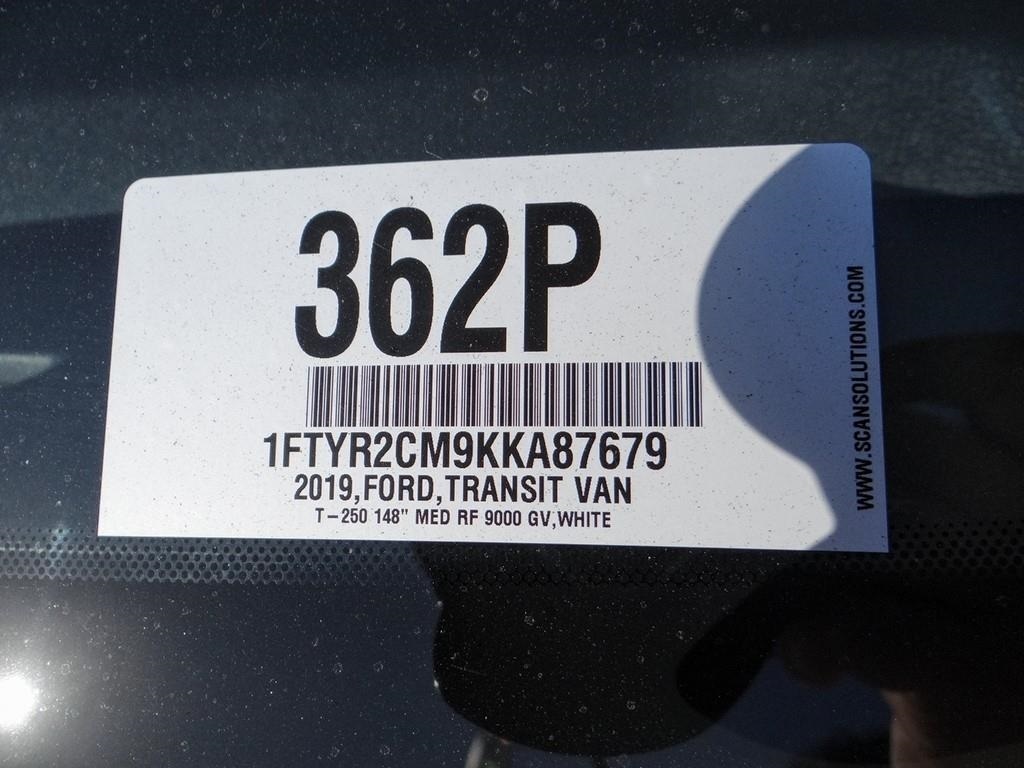 362P
1FTYR2CM9KKA87679
2019,FORD,TRANSIT VAN
T-250 148" MED RF 9000 GV,WHITE
WWW.SCANSOLUTIONS.COM